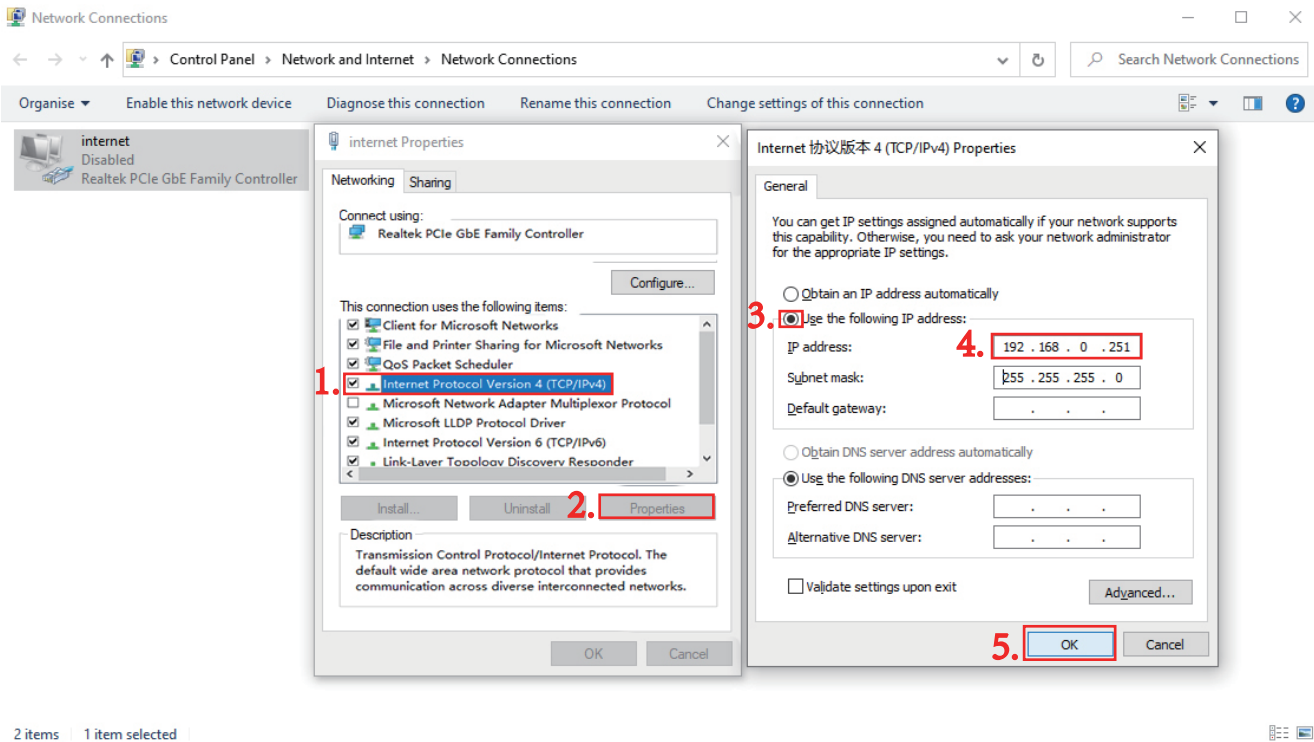 Network Connections
Control Panel > Network and Internet > Network Connections
Search Network Connections
Organise
Enable this network device
Diagnose this connection
Rename this connection
Change settings of this connection
internet
Disabled
Realtek PCIe GbE Family Controller
internet Properties
Networking
Sharing
Connect using:
Realtek PCIe GbE Family Controller
Configure...
This connection uses the following items:
Client for Microsoft Networks
File and Printer Sharing for Microsoft Networks
QoS Packet Scheduler
1.
Internet Protocol Version 4 (TCP/IPv4)
Microsoft Network Adapter Multiplexor Protocol
Microsoft LLDP Protocol Driver
Internet Protocol Version 6 (TCP/IPv6)
Link-Layer Topology Discovery Responder
Install...
Uninstall
2.
Properties
Description
Transmission Control Protocol/Internet Protocol. The
default wide area network protocol that provides
communication across diverse interconnected networks.
OK
Cancel
Internet 协议版本 4 (TCP/IPv4) Properties
General
You can get IP settings assigned automatically if your network supports
this capability. Otherwise, you need to ask your network administrator
for the appropriate IP settings.
Obtain an IP address automatically
3.
Use the following IP address:
IP address:
4.
192 . 168 . 0 . 251
Subnet mask:
255 . 255 . 255 . 0
Default gateway:
. . .
Obtain DNS server address automatically
Use the following DNS server addresses:
Preferred DNS server:
. . .
Alternative DNS server:
. . .
Validate settings upon exit
Advanced...
5.
OK
Cancel
2 items
1 item selected